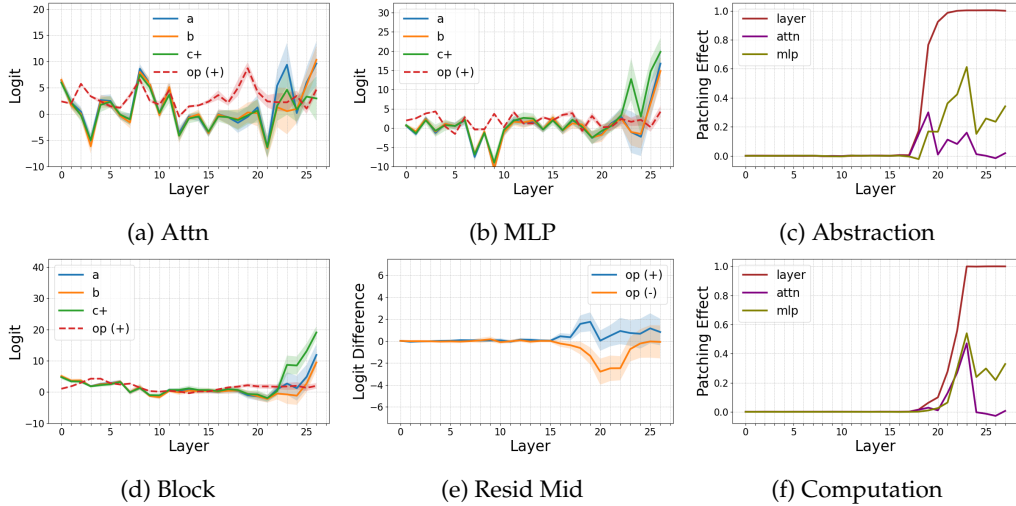 20
15
10
5
0
−5
−10
Logit
a
b
c+
op (+)
0
5
10
15
20
25
Layer
(a) Attn
35
30
25
20
15
10
5
0
−5
−10
Logit
a
b
c+
op (+)
0
5
10
15
20
25
Layer
(b) MLP
1.0
0.8
0.6
0.4
0.2
0.0
Patching Effect
layer
attn
mlp
0
5
10
15
20
25
Layer
(c) Abstraction
40
30
20
10
0
−10
Logit
a
b
c+
op (+)
0
5
10
15
20
25
Layer
(d) Block
6
4
2
0
−2
−4
−6
Logit Difference
op (+)
op (-)
0
5
10
15
20
25
Layer
(e) Resid Mid
1.0
0.8
0.6
0.4
0.2
0.0
Patching Effect
layer
attn
mlp
0
5
10
15
20
25
Layer
(f) Computation